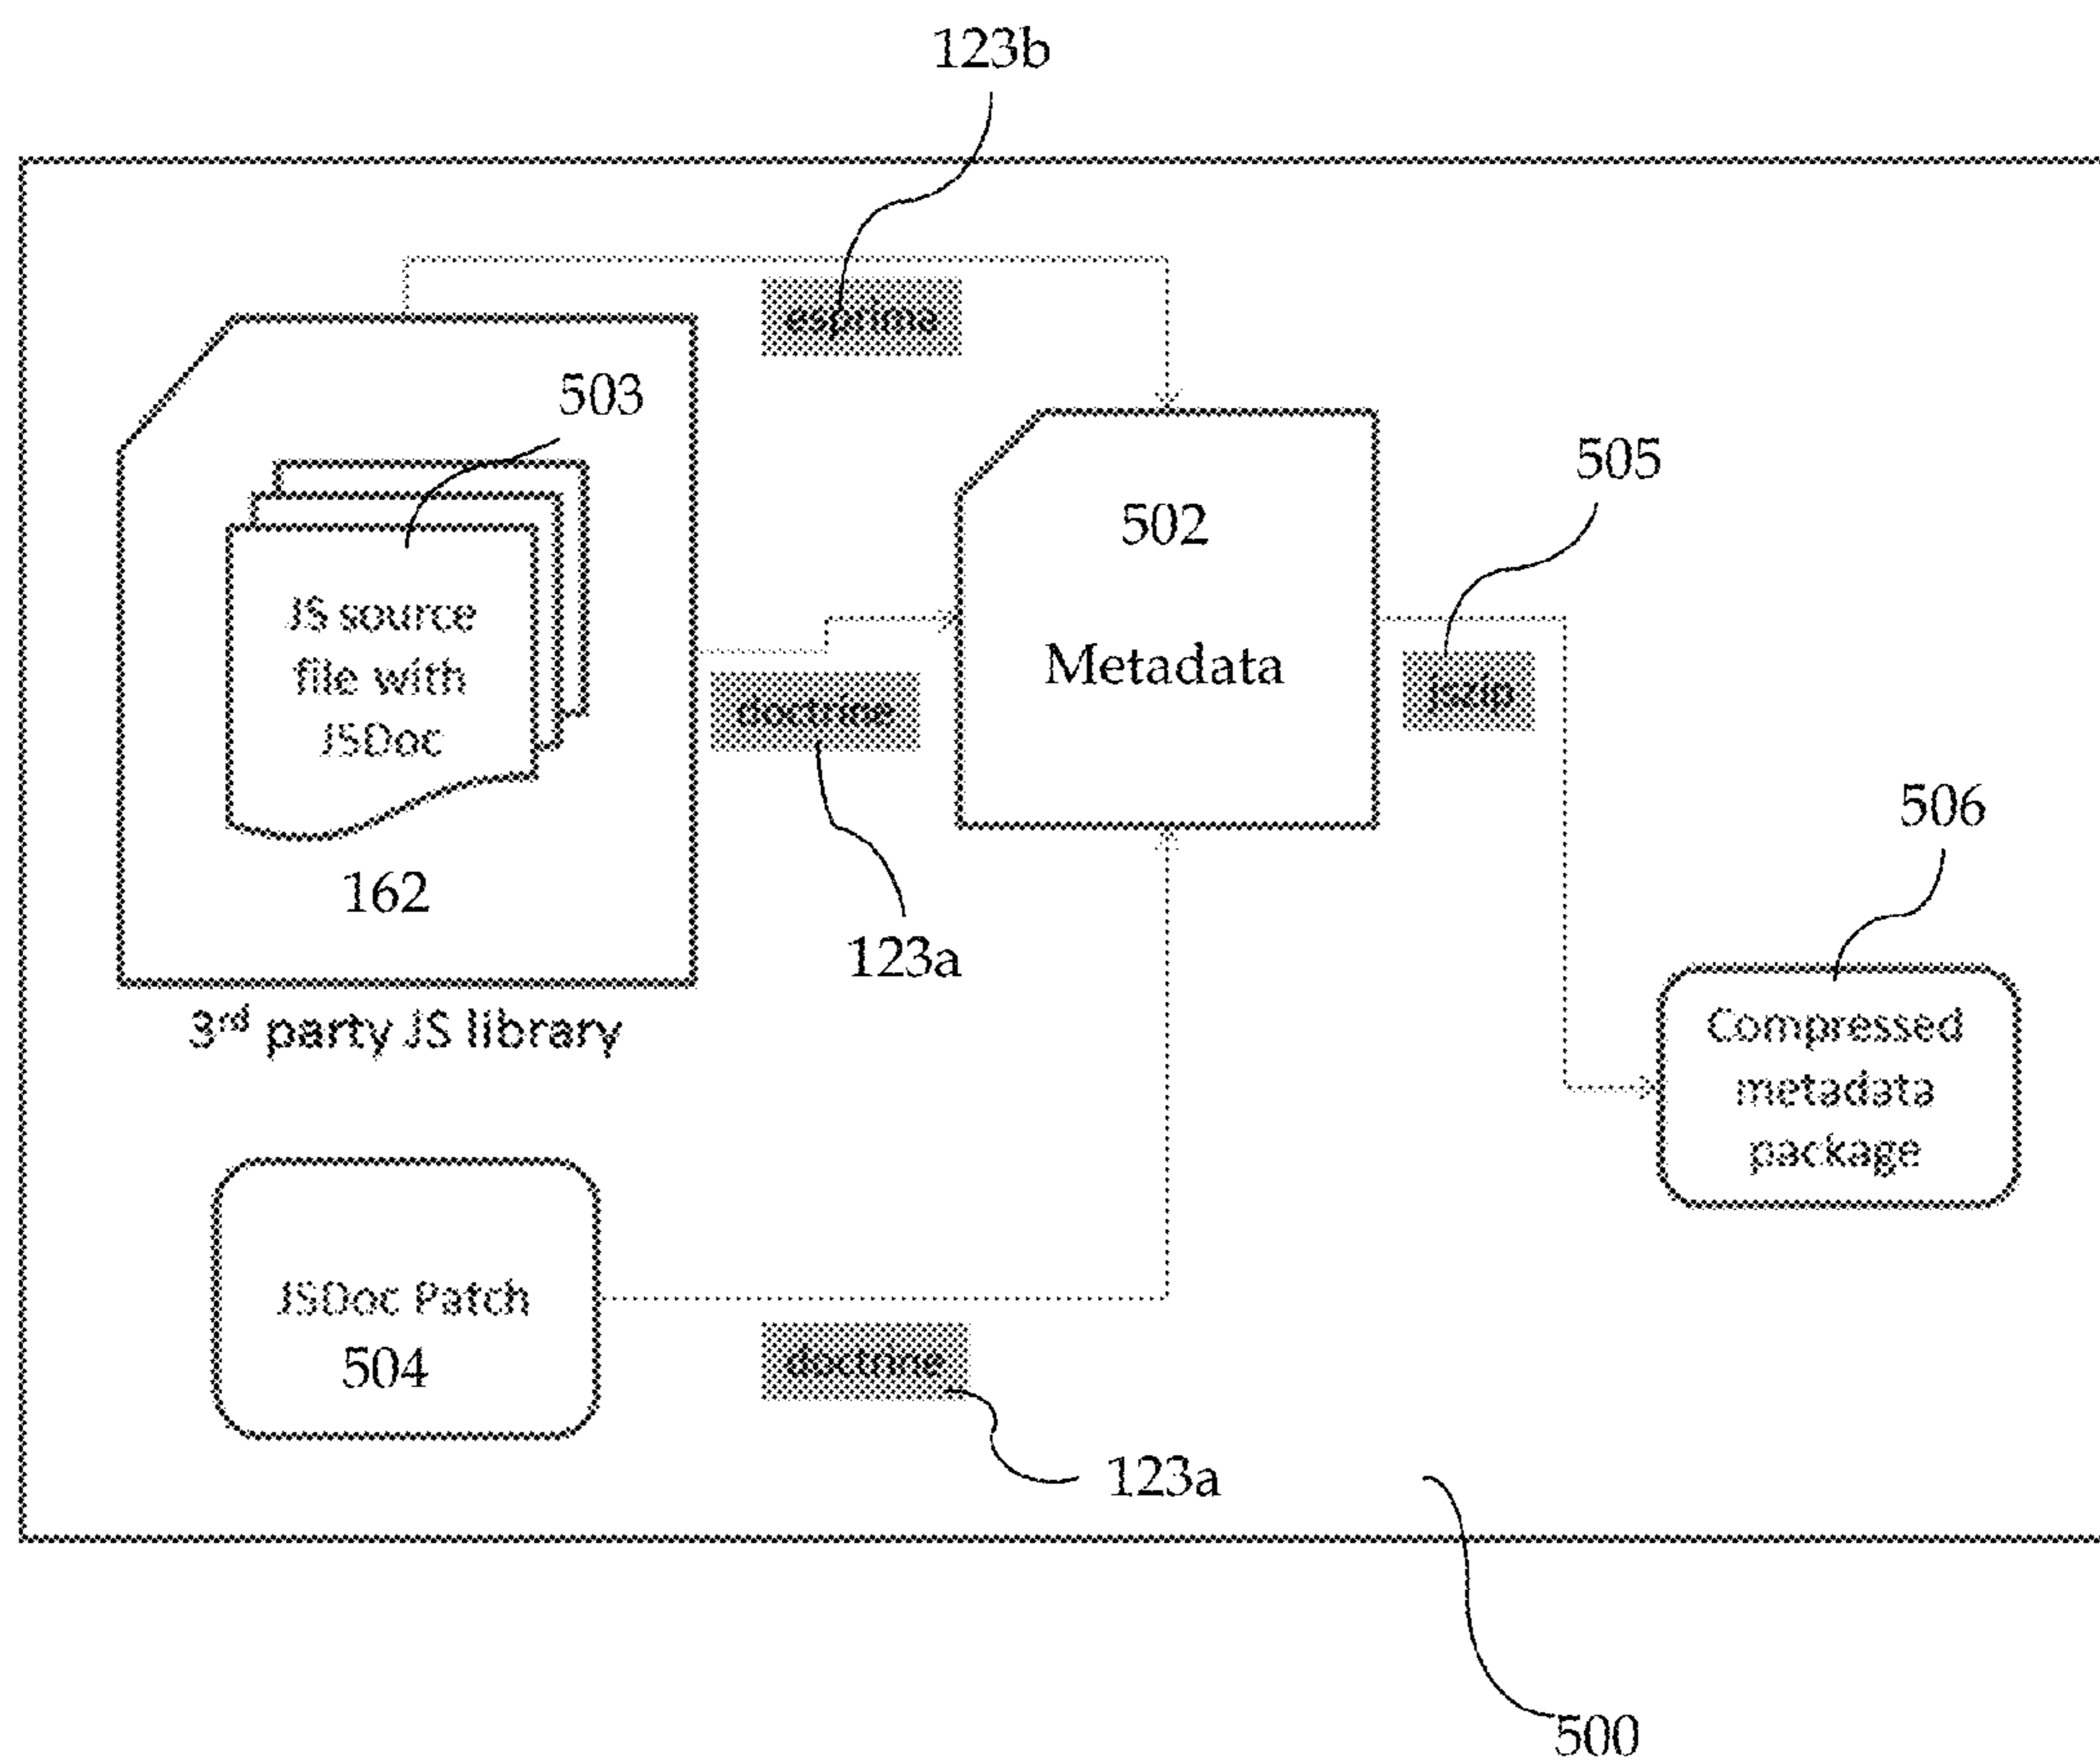 123b
esprima
503
505
502
JS source
file with
JSDoc
Metadata
doctrine
jszip
506
162
123a
3rd party JS library
Compressed
metadata
package
JSDoc Patch
504
doctrine
123a
500